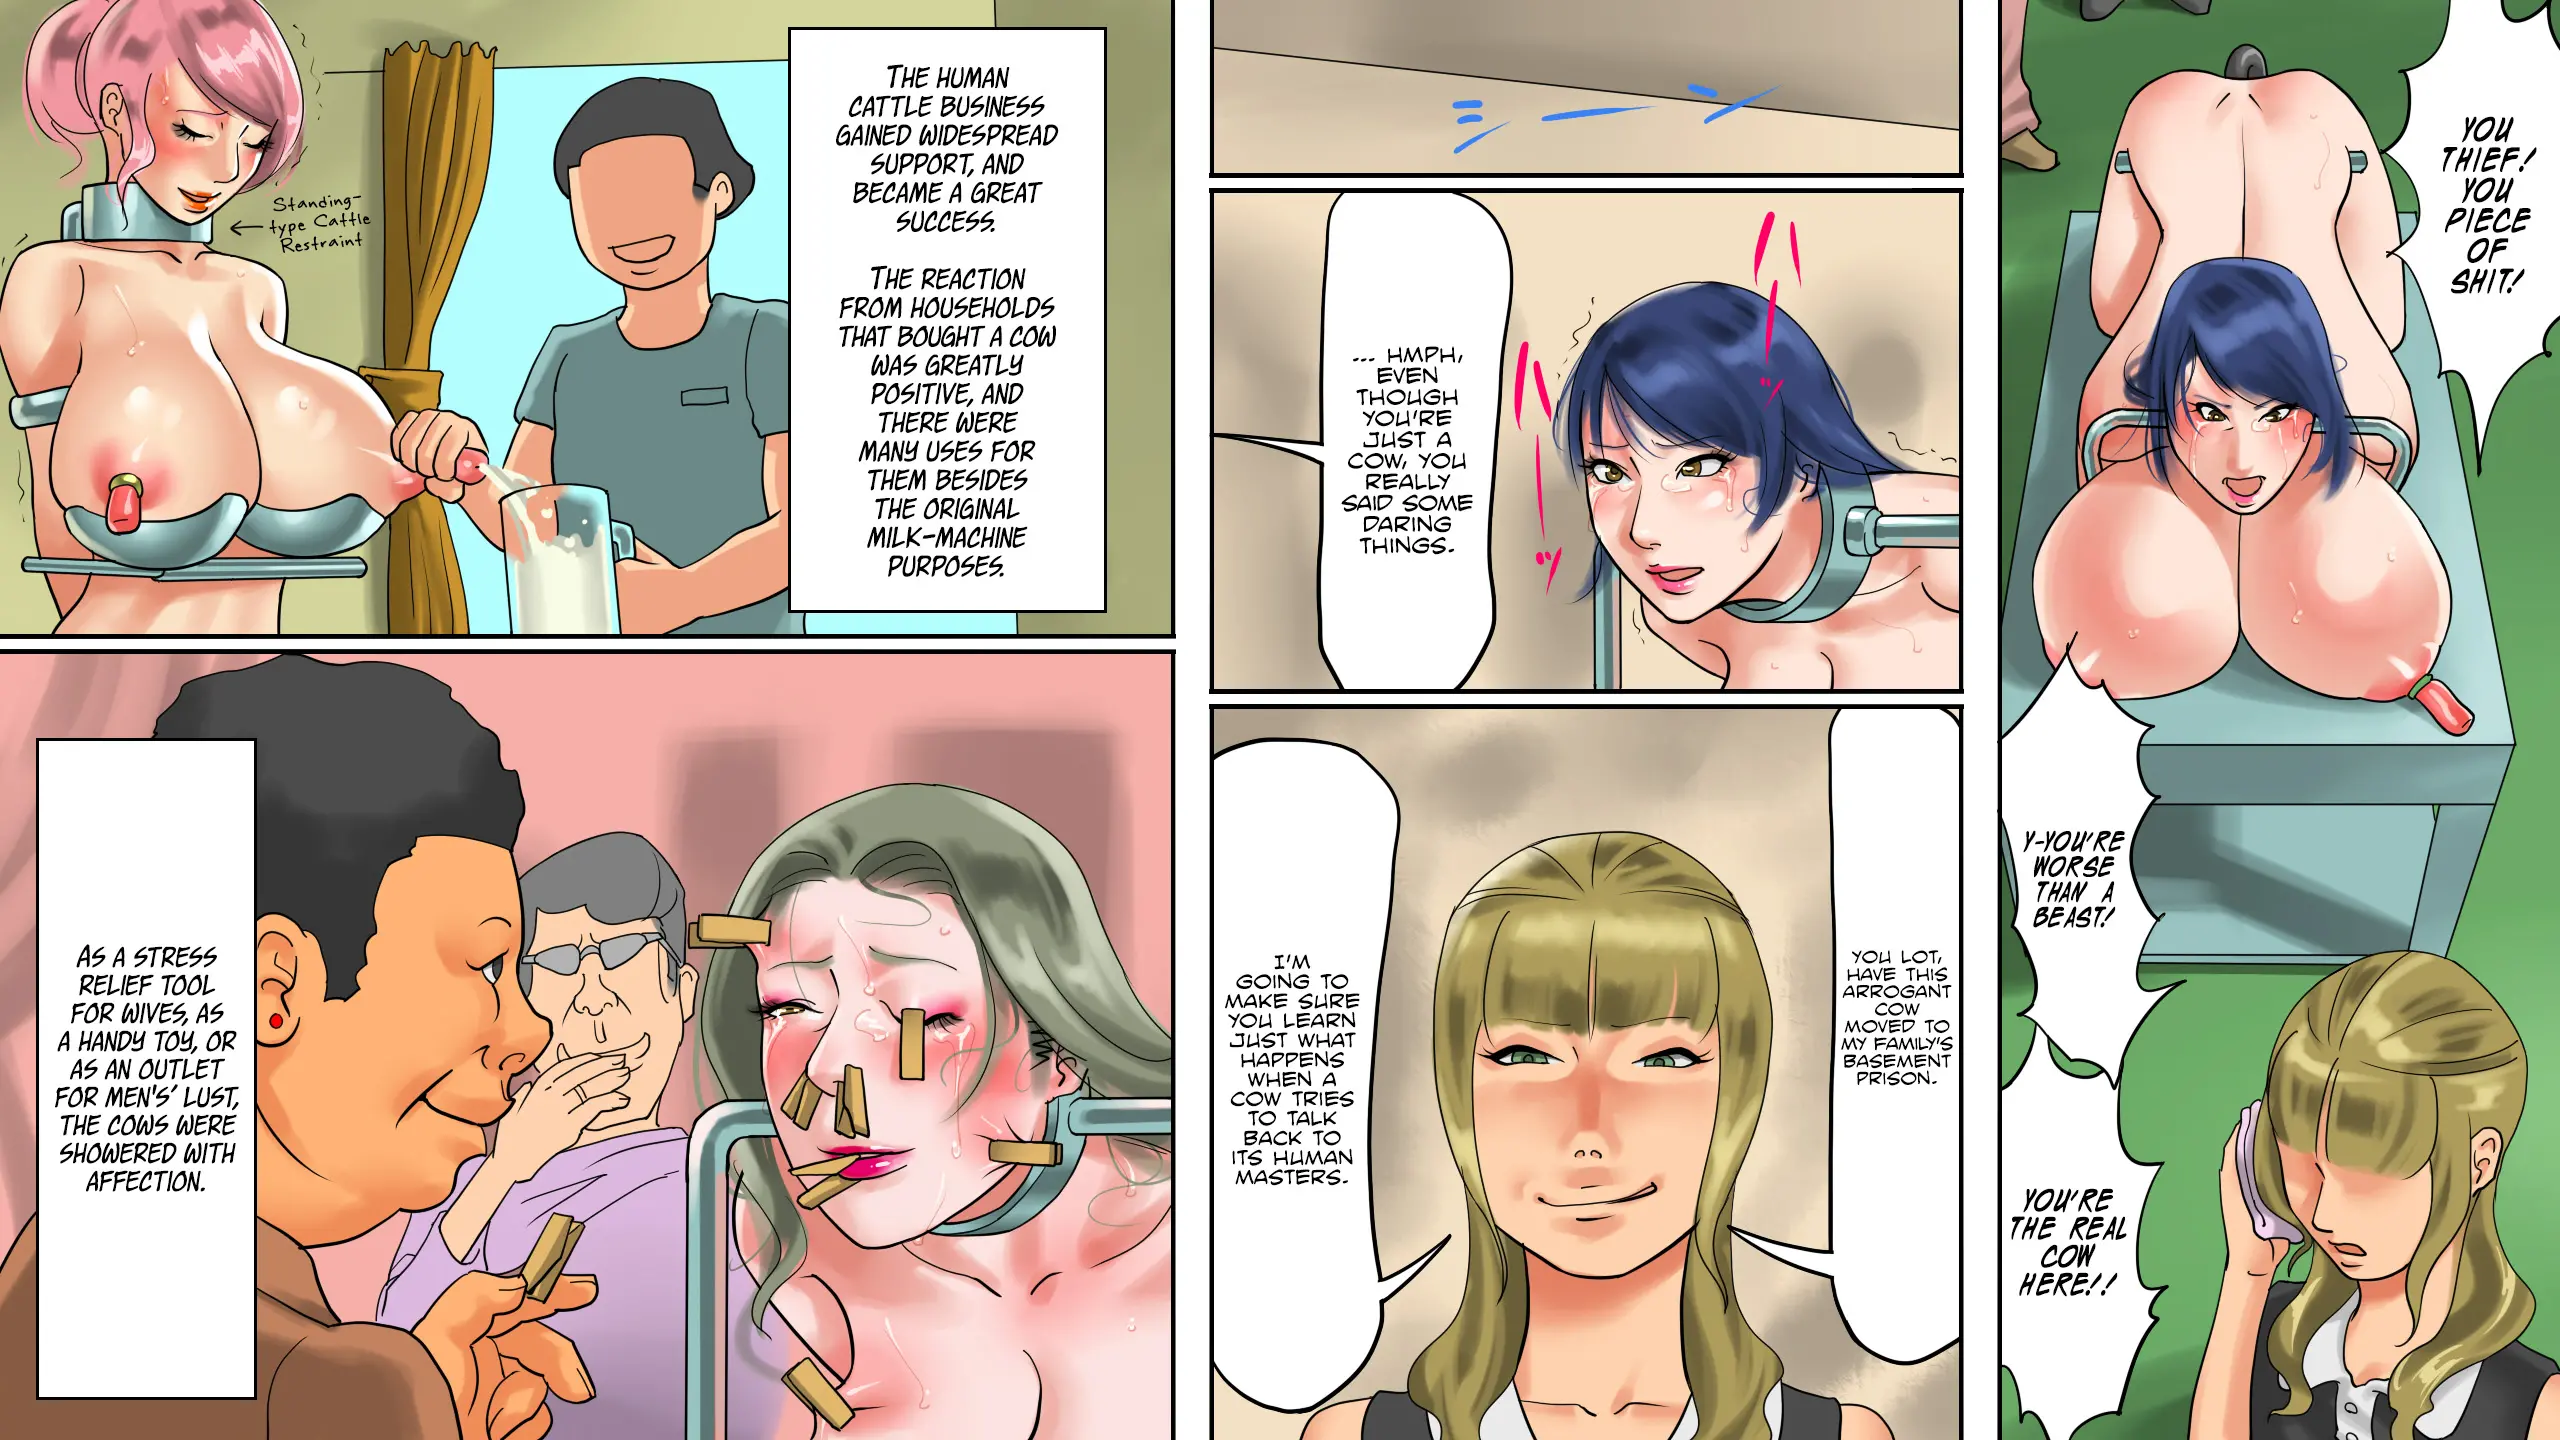 THE HUMAN
CATTLE BUSINESS
GAINED WIDESPREAD
SUPPORT, AND
BECAME A GREAT
SUCCESS.
THE REACTION
FROM HOUSEHOLDS
THAT BOUGHT A COW
WAS GREATLY
POSITIVE, AND
THERE WERE
MANY USES FOR
THEM BESIDES
THE ORIGINAL
MILK-MACHINE
PURPOSES.
← Standing-
type Cattle
Restraint
AS A STRESS
RELIEF TOOL
FOR WIVES, AS
A HANDY TOY, OR
AS AN OUTLET
FOR MEN'S' LUST,
THE COWS WERE
SHOWERED WITH
AFFECTION.
... HMPH,
EVEN
THOUGH
YOU'RE
JUST A
COW, YOU
REALLY
SAID SOME
DARING
THINGS.
YOU LOT,
HAVE THIS
ARROGANT
COW
MOVED TO
MY FAMILY'S
BASEMENT
PRISON.
I'M
GOING TO
MAKE SURE
YOU LEARN
JUST WHAT
HAPPENS
WHEN A
COW TRIES
TO TALK
BACK TO
ITS HUMAN
MASTERS.
YOU
THIEF!
YOU
PIECE
OF
SHIT!
Y-YOU'RE
WORSE
THAN A
BEAST!
YOU'RE
THE REAL
COW
HERE!!